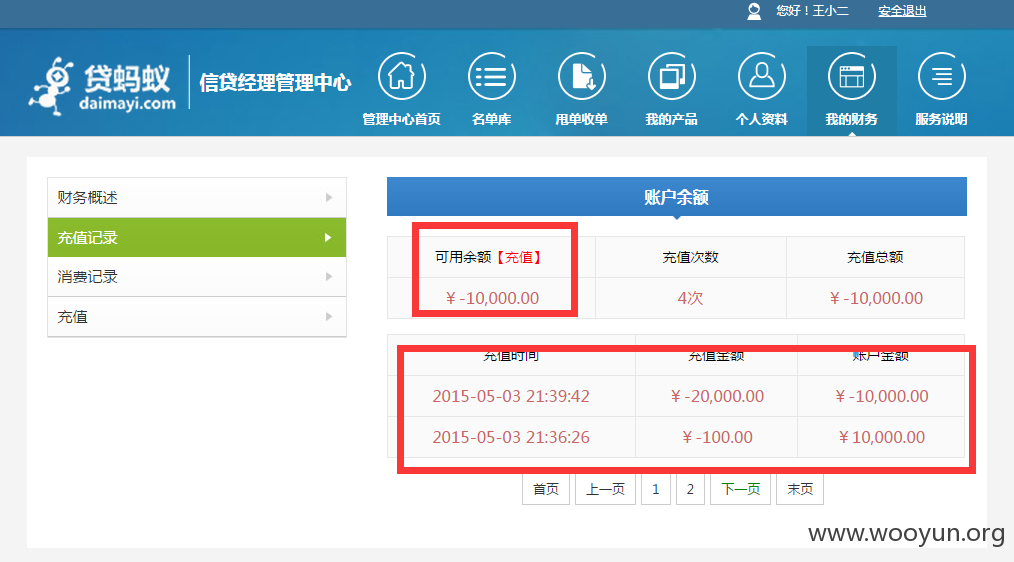 您好！王小二 安全退出
贷蚂蚁
daimayi.com
信贷经理管理中心
管理中心首页 名单库 甩单收单 我的产品 个人资料 我的财务 服务说明
财务概述
充值记录
消费记录
充值
账户余额
可用余额【充值】 充值次数 充值总额
￥-10,000.00 4次 ￥-10,000.00
充值时间 充值金额 账户金额
2015-05-03 21:39:42 ￥-20,000.00 ￥-10,000.00
2015-05-03 21:36:26 ￥-100.00 ￥10,000.00
首页 上一页 1 2 下一页 末页
www.wooyun.org